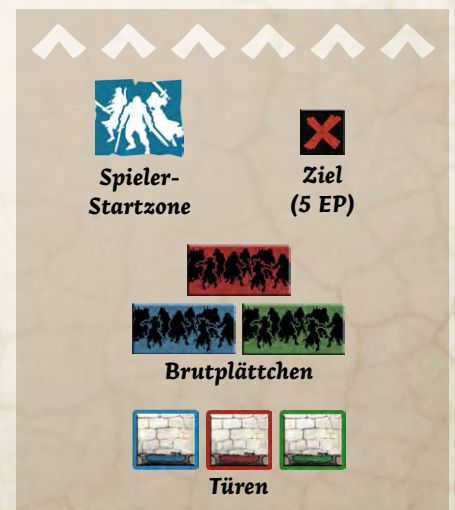 Spieler-
Startzone
Ziel
(5 EP)
Brutplättchen
Türen